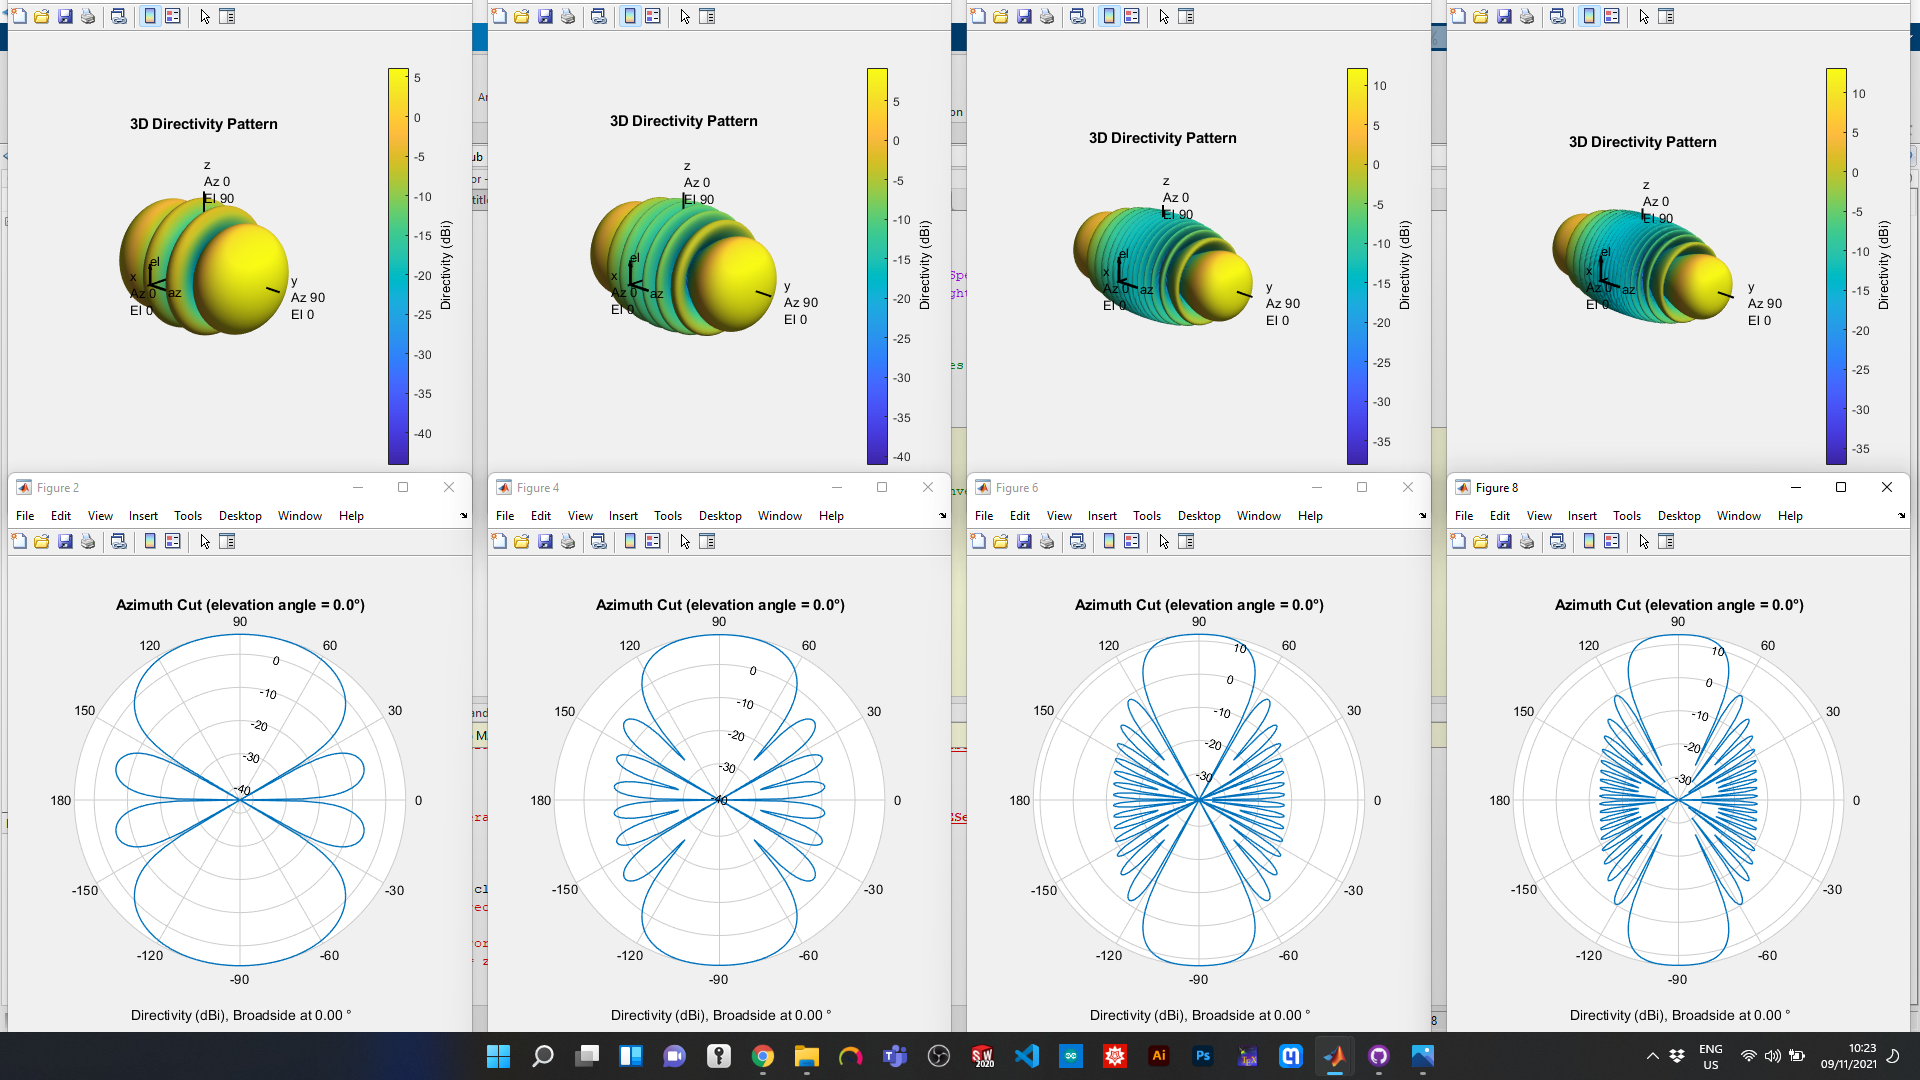 3D Directivity Pattern
z
Az 0
El 90
el
x
Az 0
az
El 0
y
Az 90
El 0
5
0
-5
-10
-15
-20
-25
-30
-35
-40
Directivity (dBi)
3D Directivity Pattern
z
Az 0
El 90
el
x
Az 0
az
El 0
y
Az 90
El 0
5
0
-5
-10
-15
-20
-25
-30
-35
-40
Directivity (dBi)
3D Directivity Pattern
z
Az 0
El 90
el
x
Az 0
az
El 0
y
Az 90
El 0
10
5
0
-5
-10
-15
-20
-25
-30
-35
Directivity (dBi)
3D Directivity Pattern
z
Az 0
El 90
el
x
Az 0
az
El 0
y
Az 90
El 0
10
5
0
-5
-10
-15
-20
-25
-30
-35
Directivity (dBi)
Figure 2
File Edit View Insert Tools Desktop Window Help
Azimuth Cut (elevation angle = 0.0°)
90
120 60
150 30
180 0
-150 -30
-120 -60
-90
0
-10
-20
-30
-40
Directivity (dBi), Broadside at 0.00 °
Figure 4
File Edit View Insert Tools Desktop Window Help
Azimuth Cut (elevation angle = 0.0°)
90
120 60
150 30
180 0
-150 -30
-120 -60
-90
0
-10
-20
-30
-40
Directivity (dBi), Broadside at 0.00 °
Figure 6
File Edit View Insert Tools Desktop Window Help
Azimuth Cut (elevation angle = 0.0°)
90
120 60
150 30
180 0
-150 -30
-120 -60
-90
10
0
-10
-20
-30
Directivity (dBi), Broadside at 0.00 °
Figure 8
File Edit View Insert Tools Desktop Window Help
Azimuth Cut (elevation angle = 0.0°)
90
120 60
150 30
180 0
-150 -30
-120 -60
-90
10
0
-10
-20
-30
Directivity (dBi), Broadside at 0.00 °
SW
2020
Ai
Ps
ENG
US
10:23
09/11/2021